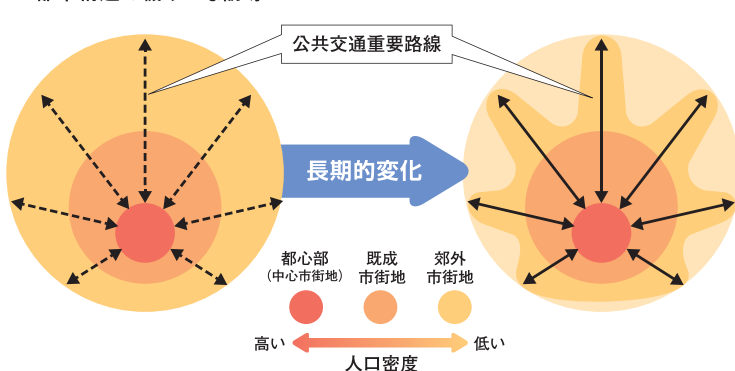 公共交通重要路線
長期的変化
都心部
(中心市街地)
既成
市街地
郊外
市街地
高い
低い
人口密度